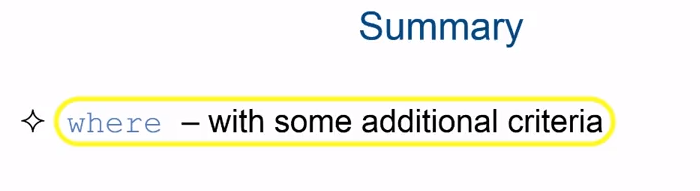 Summary
✧ where – with some additional criteria